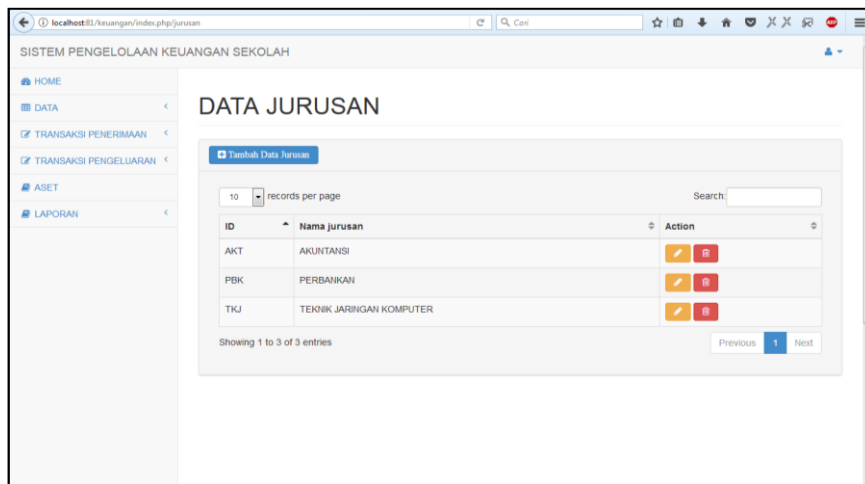 localhost:81/keuangan/index.php/jurusan
Cari
ABP
SISTEM PENGELOLAAN KEUANGAN SEKOLAH
HOME
DATA
TRANSAKSI PENERIMAAN
TRANSAKSI PENGELUARAN
ASET
LAPORAN
DATA JURUSAN
Tambah Data Jurusan
10 records per page
Search:
ID Nama jurusan Action
AKT AKUNTANSI
PBK PERBANKAN
TKJ TEKNIK JARINGAN KOMPUTER
Showing 1 to 3 of 3 entries
Previous 1 Next